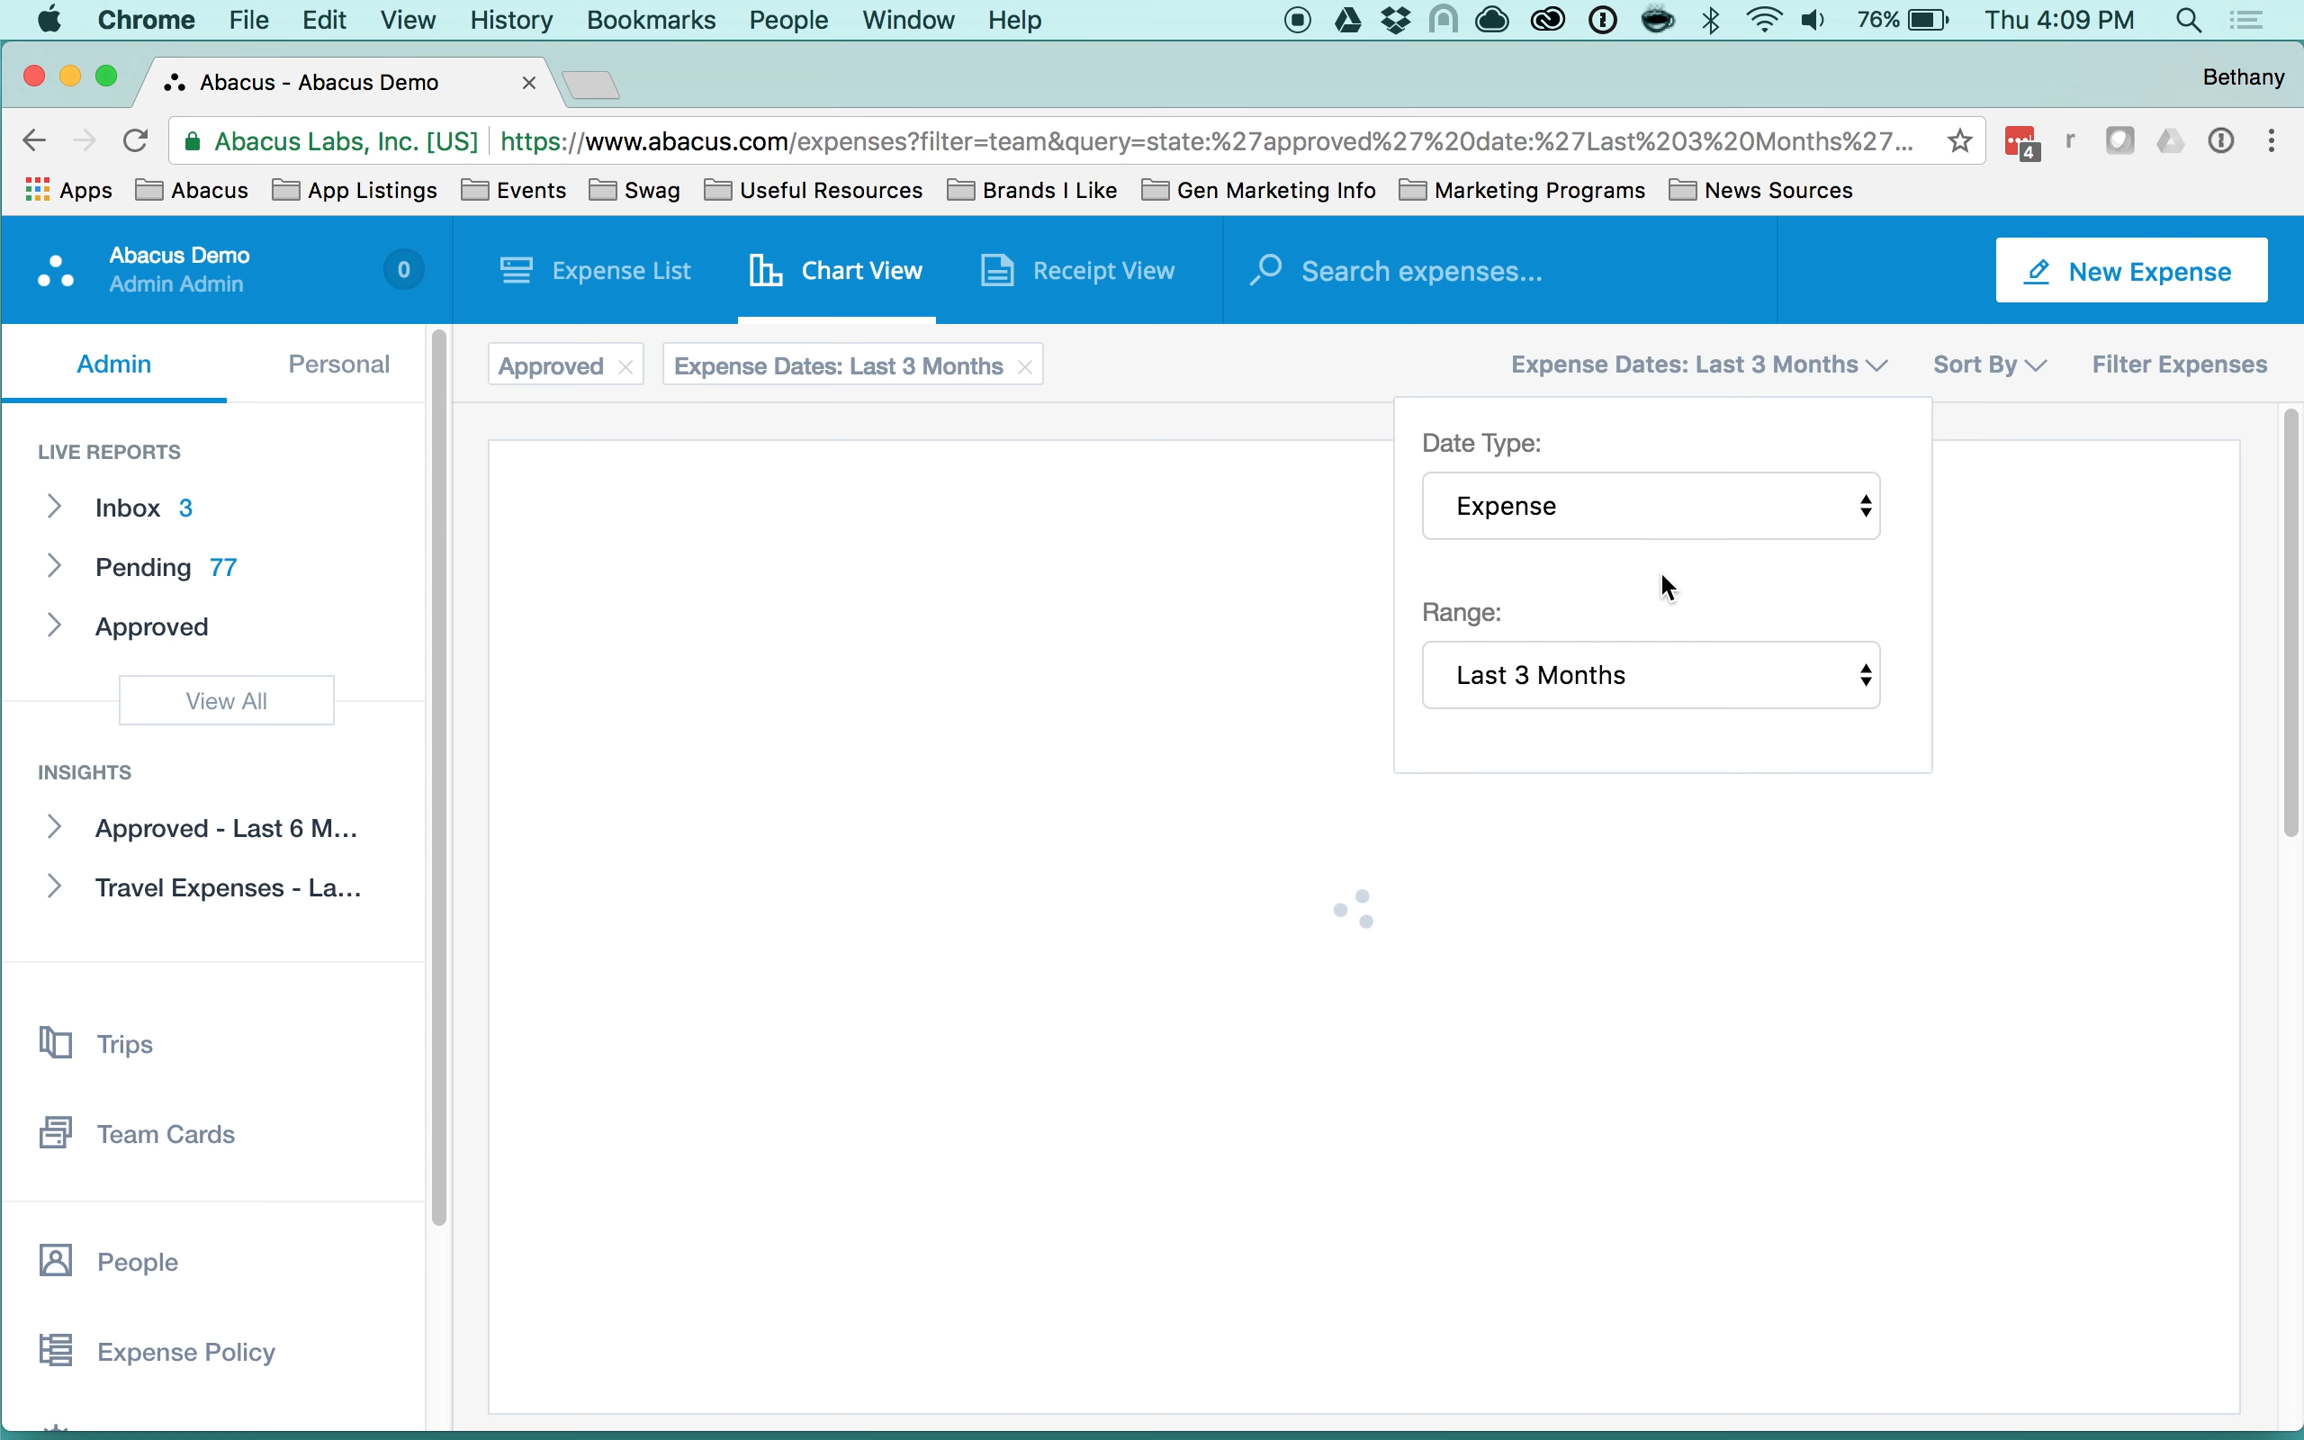 Chrome File Edit View History Bookmarks People Window Help 76% Thu 4:09 PM
Abacus - Abacus Demo Bethany
Abacus Labs, Inc. [US] https://www.abacus.com/expenses?filter=team&query=state:%27approved%27%20date:%27Last%203%20Months%27... 4 r
Apps Abacus App Listings Events Swag Useful Resources Brands I Like Gen Marketing Info Marketing Programs News Sources
Abacus Demo
Admin Admin
0
Expense List Chart View Receipt View Search expenses... New Expense
Admin Personal
Approved Expense Dates: Last 3 Months Expense Dates: Last 3 Months Sort By Filter Expenses
LIVE REPORTS
Inbox 3
Pending 77
Approved
View All
INSIGHTS
Approved - Last 6 M...
Travel Expenses - La...
Trips
Team Cards
People
Expense Policy
Date Type:
Expense
Range:
Last 3 Months